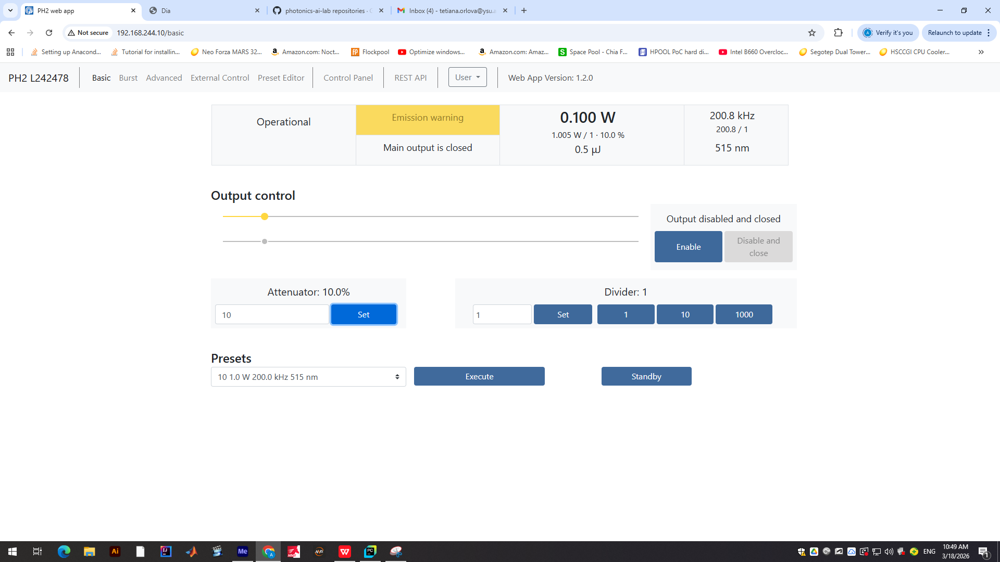 PH2 web app
Dia
photonics-ai-lab repositories ·
Inbox (4) - tetiana.orlova@ysu.a
Not secure
192.168.244.10/basic
Verify it's you
Relaunch to update
Setting up Anacond...
Tutorial for installin...
Neo Forza MARS 32...
Amazon.com: Noct...
Flockpool
Optimize windows...
Amazon.com: Amaz...
Space Pool - Chia F...
HPOOL PoC hard di...
Intel B660 Overcloc...
Segotep Dual Tower...
HSCCGI CPU Cooler...
PH2 L242478
Basic
Burst
Advanced
External Control
Preset Editor
Control Panel
REST API
User
Web App Version: 1.2.0
Operational
Emission warning
Main output is closed
0.100 W
1.005 W / 1 · 10.0 %
0.5 µJ
200.8 kHz
200.8 / 1
515 nm
Output control
Output disabled and closed
Enable
Disable and
close
Attenuator: 10.0%
10
Set
Divider: 1
1
Set
1
10
1000
Presets
10 1.0 W 200.0 kHz 515 nm
Execute
Standby
Ai
IJ
Me
A
W
PC
ENG
10:49 AM
3/18/2026
1